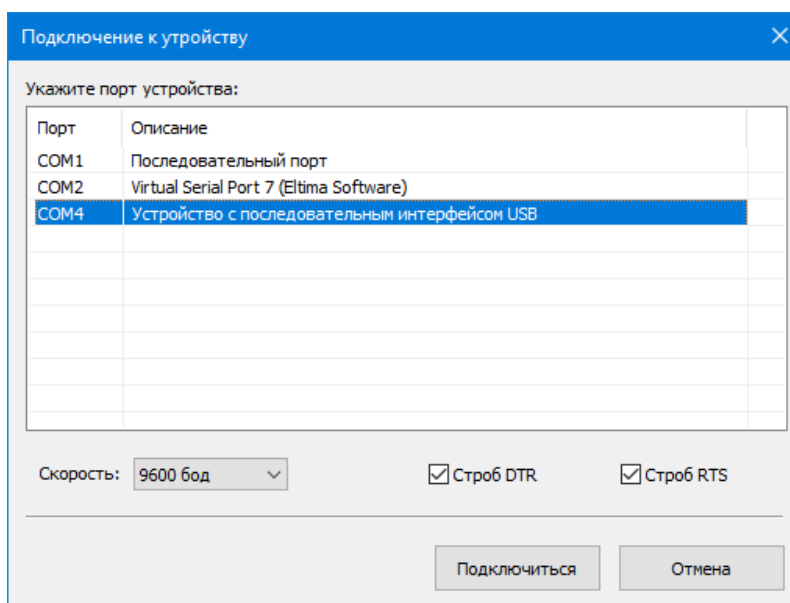 Подключение к утройству
Укажите порт устройства:
Порт Описание
COM1 Последовательный порт
COM2 Virtual Serial Port 7 (Eltima Software)
COM4 Устройство с последовательным интерфейсом USB
Скорость: 9600 бод Строб DTR Строб RTS
Подключиться Отмена